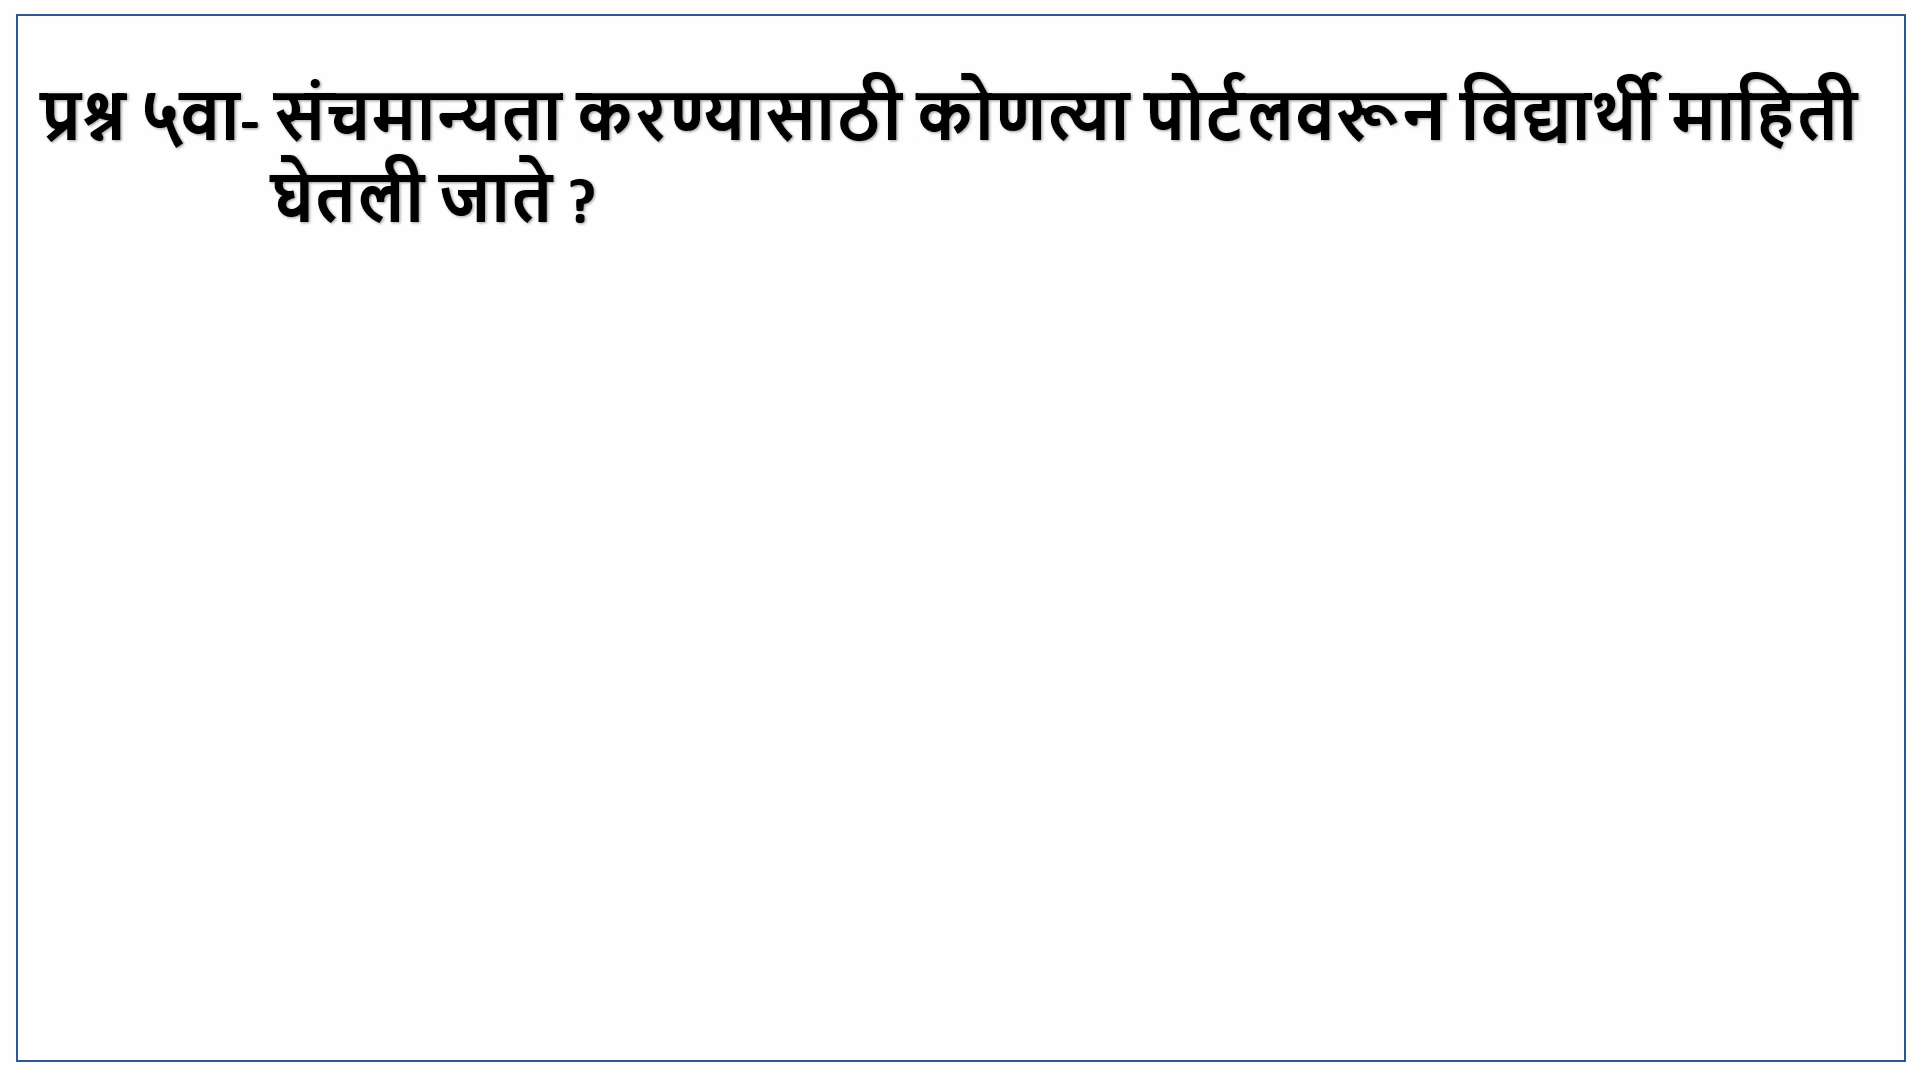 प्रश्न ५वा- संचमान्यता करण्यासाठी कोणत्या पोर्टलवरून विद्यार्थी माहिती
घेतली जाते ?